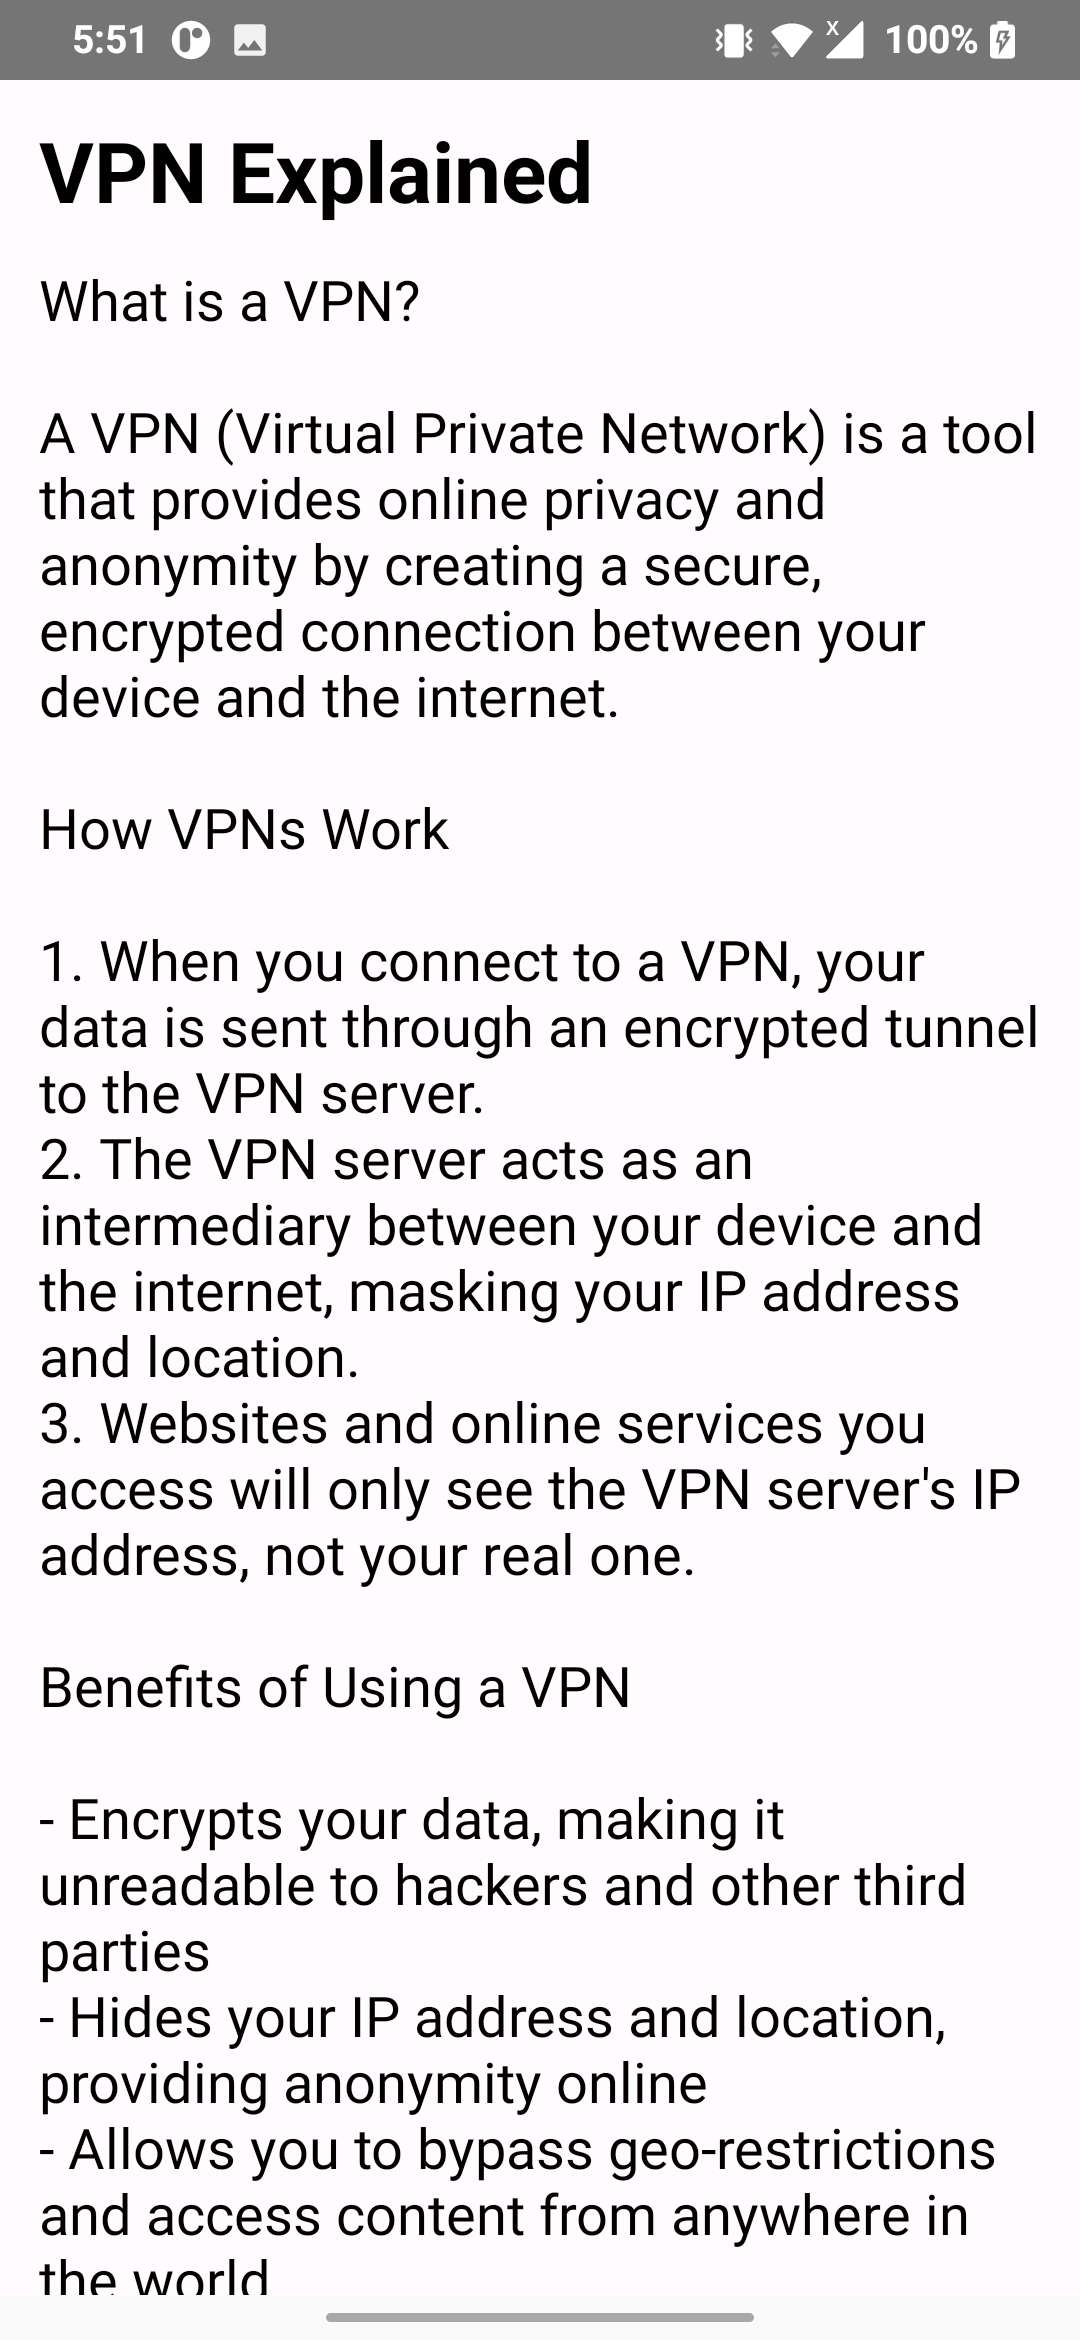 5:51
x
100%
VPN Explained
What is a VPN?
A VPN (Virtual Private Network) is a tool
that provides online privacy and
anonymity by creating a secure,
encrypted connection between your
device and the internet.
How VPNs Work
1. When you connect to a VPN, your
data is sent through an encrypted tunnel
to the VPN server.
2. The VPN server acts as an
intermediary between your device and
the internet, masking your IP address
and location.
3. Websites and online services you
access will only see the VPN server's IP
address, not your real one.
Benefits of Using a VPN
- Encrypts your data, making it
unreadable to hackers and other third
parties
- Hides your IP address and location,
providing anonymity online
- Allows you to bypass geo-restrictions
and access content from anywhere in
the world